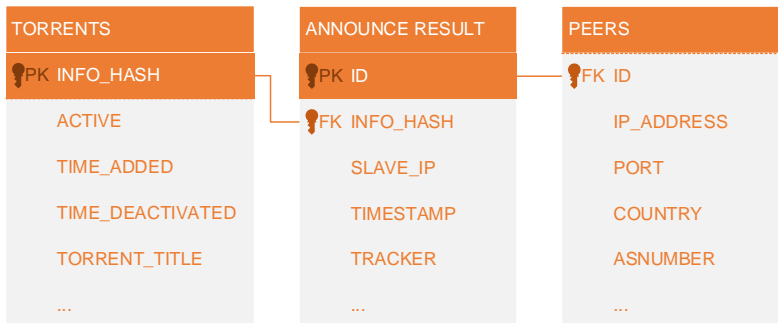 TORRENTS
PK INFO_HASH
ACTIVE
TIME_ADDED
TIME_DEACTIVATED
TORRENT_TITLE
...
ANNOUNCE RESULT
PK ID
FK INFO_HASH
SLAVE_IP
TIMESTAMP
TRACKER
...
PEERS
FK ID
IP_ADDRESS
PORT
COUNTRY
ASNUMBER
...